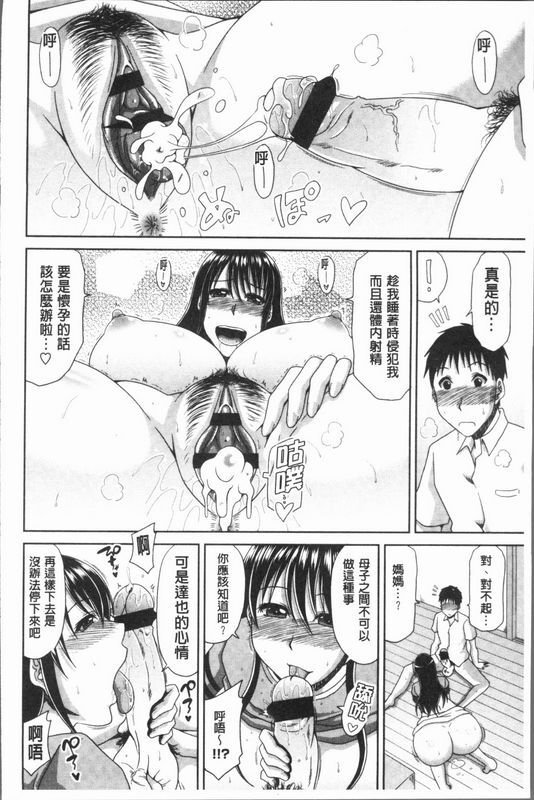 呼—
呼—
呼—
ぬ゛
ぽ・・♡
真是的…
！
趁我睡著時侵犯我
而且還體內射精
要是懷孕的話
該怎麼辦啦…♡
呼
呼
咕噗
對、對不起…
媽媽…？
母子之間不可以
做這種事
你應該知道吧？
舔吮
呼唔～
!!?
可是達也的心情
啊
再這樣下去是
沒辦法停下來吧
啊唔